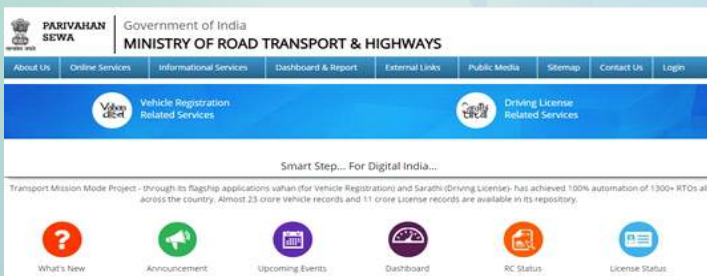 PARIVAHAN
SEWA
Government of India
MINISTRY OF ROAD TRANSPORT & HIGHWAYS
About Us Online Services Informational Services Dashboard & Report External Links Public Media Sitemap Contact Us Login
Vehicle Registration
Related Services
Driving License
Related Services
Smart Step... For Digital India...
Transport Mission Mode Project - through its flagship applications vahan (for Vehicle Registration) and Sarathi (Driving License)- has achieved 100% automation of 1300+ RTOs all
across the country. Almost 23 crore Vehicle records and 11 crore License records are available in its repository.
What's New Announcement Upcoming Events Dashboard RC Status License Status